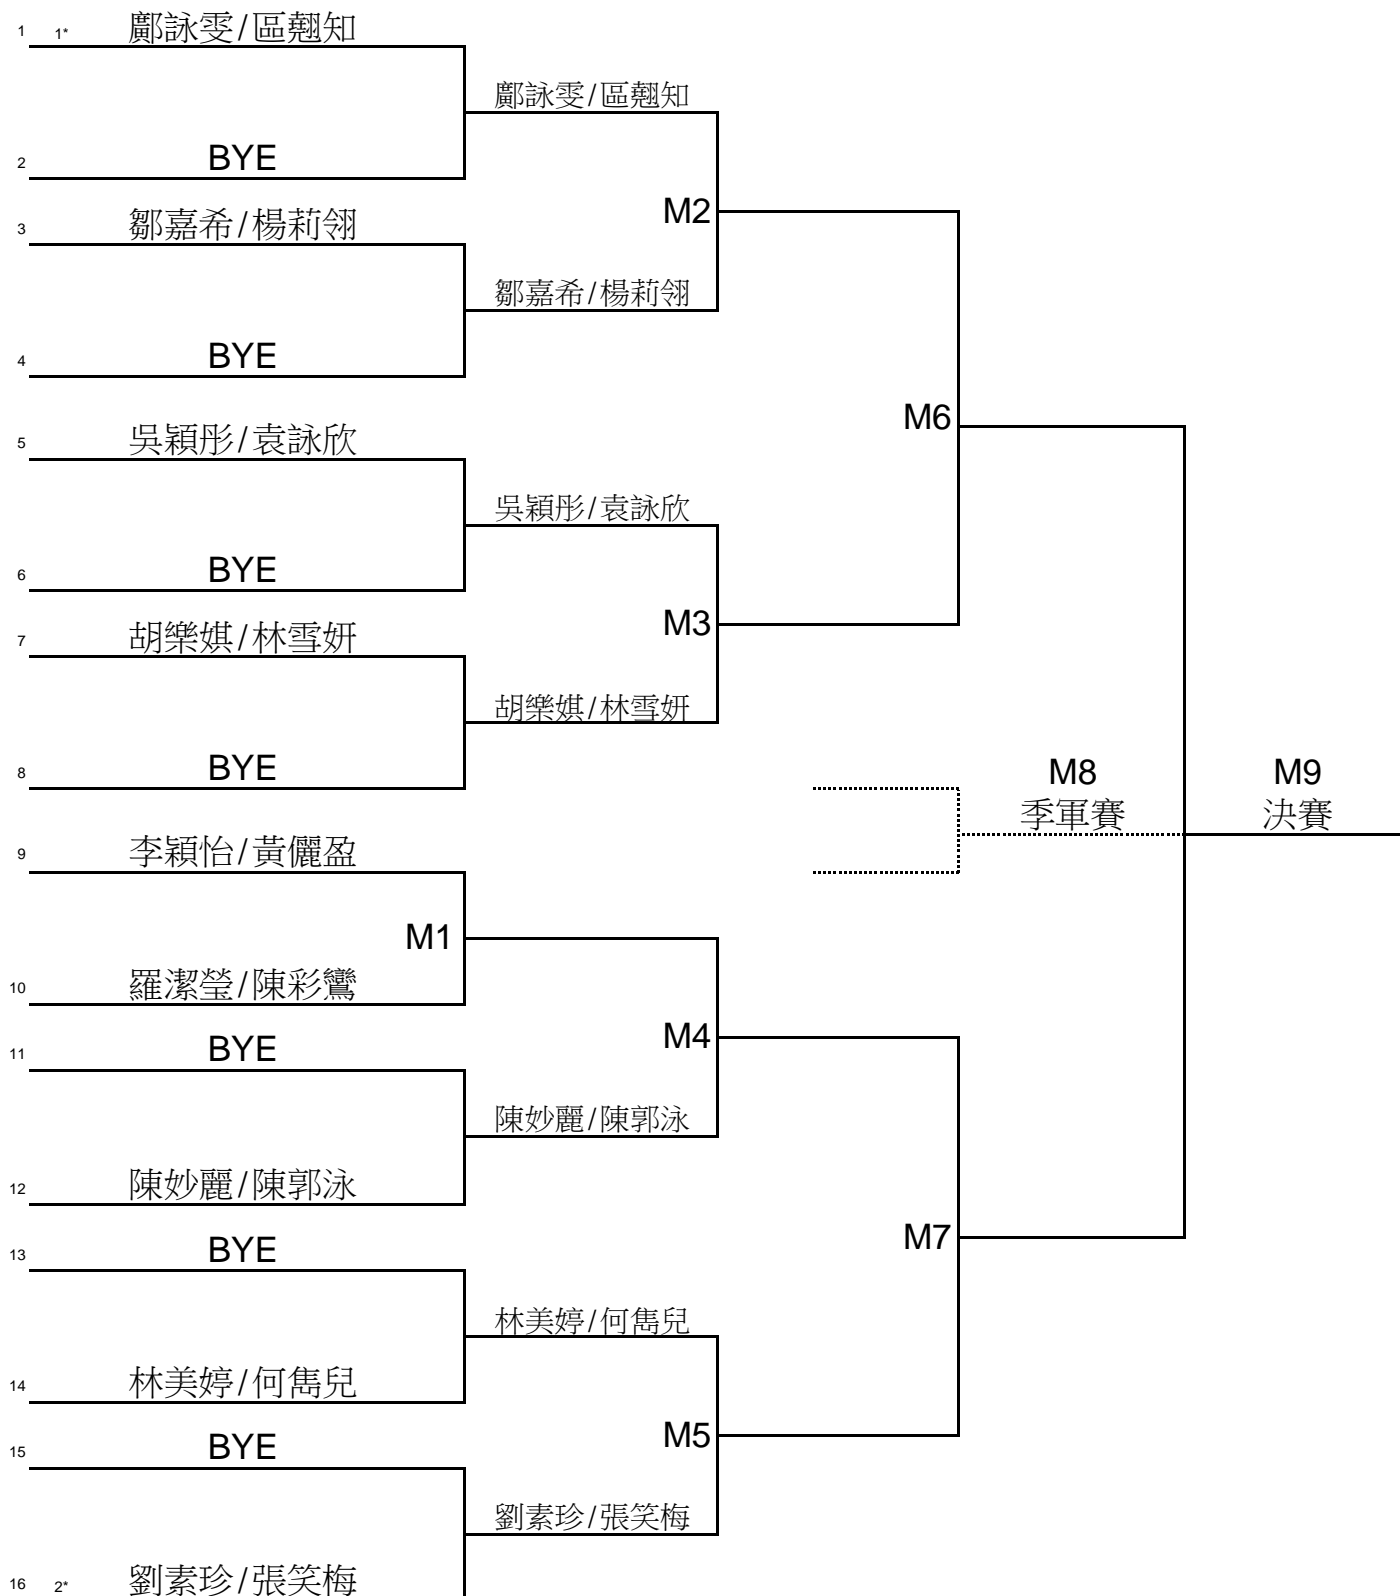 1 1* 鄺詠雯/區翹知
鄺詠雯/區翹知
2 BYE
M2
3 鄒嘉希/楊莉翎
鄒嘉希/楊莉翎
4 BYE
M6
5 吳穎彤/袁詠欣
吳穎彤/袁詠欣
6 BYE
M3
7 胡樂娸/林雪妍
胡樂娸/林雪妍
8 BYE
M8 M9
季軍賽 決賽
9 李穎怡/黃儷盈
M1
10 羅潔瑩/陳彩鸞
M4
11 BYE
陳妙麗/陳郭泳
12 陳妙麗/陳郭泳
M7
13 BYE
林美婷/何雋兒
14 林美婷/何雋兒
M5
15 BYE
劉素珍/張笑梅
16 2* 劉素珍/張笑梅